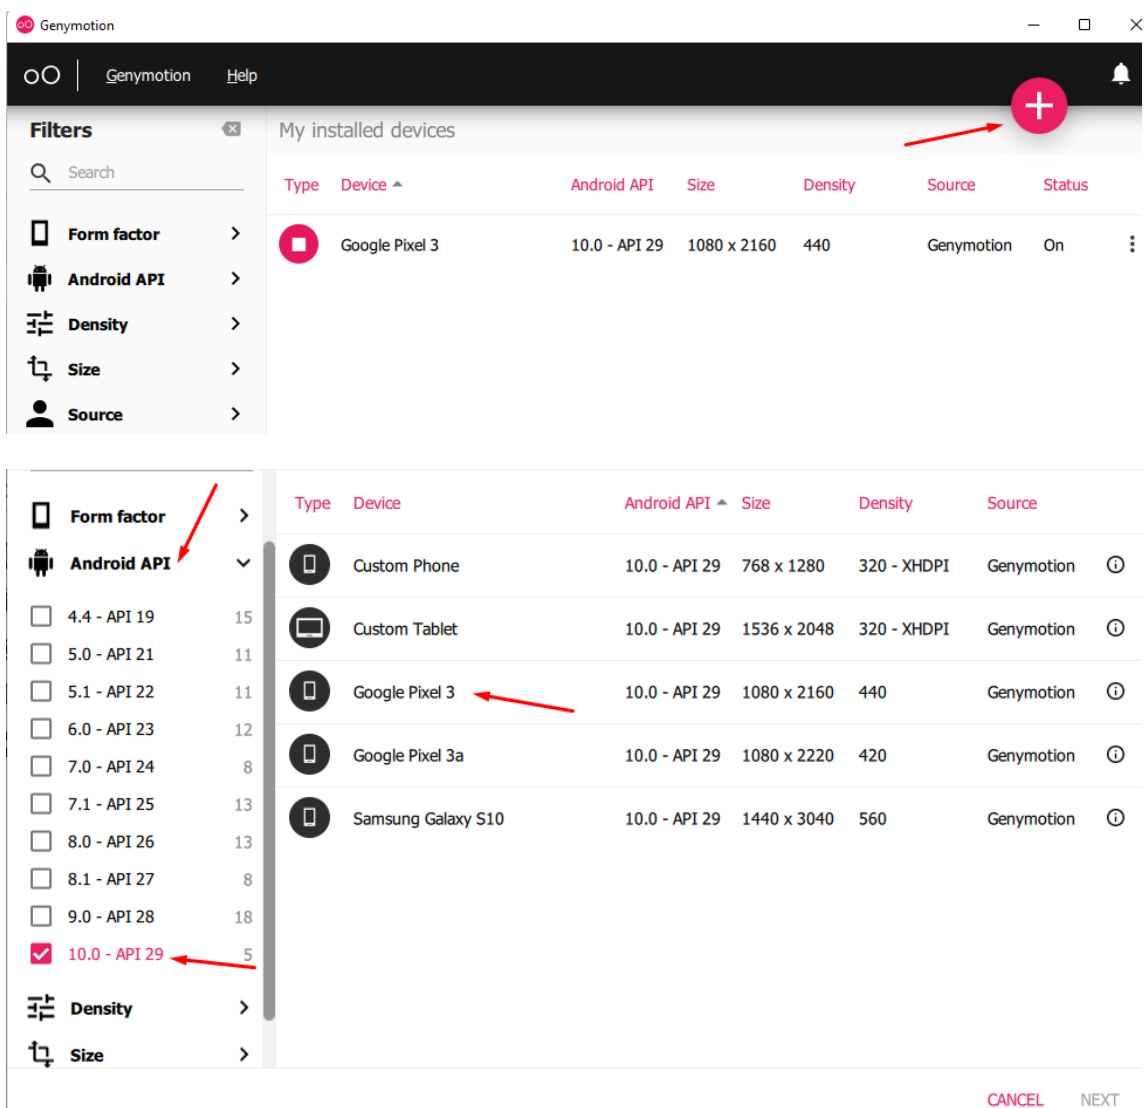 Genymotion
Genymotion Help
Filters
My installed devices
Search
Type Device Android API Size Density Source Status
Form factor
Google Pixel 3 10.0 - API 29 1080 x 2160 440 Genymotion On
Android API
Density
Size
Source
Form factor
Type Device Android API Size Density Source
Android API
Custom Phone 10.0 - API 29 768 x 1280 320 - XHDPI Genymotion
4.4 - API 19 15
Custom Tablet 10.0 - API 29 1536 x 2048 320 - XHDPI Genymotion
5.0 - API 21 11
5.1 - API 22 11
Google Pixel 3 10.0 - API 29 1080 x 2160 440 Genymotion
6.0 - API 23 12
Google Pixel 3a 10.0 - API 29 1080 x 2220 420 Genymotion
7.0 - API 24 8
7.1 - API 25 13
Samsung Galaxy S10 10.0 - API 29 1440 x 3040 560 Genymotion
8.0 - API 26 13
8.1 - API 27 8
9.0 - API 28 18
10.0 - API 29 5
Density
Size
CANCEL NEXT